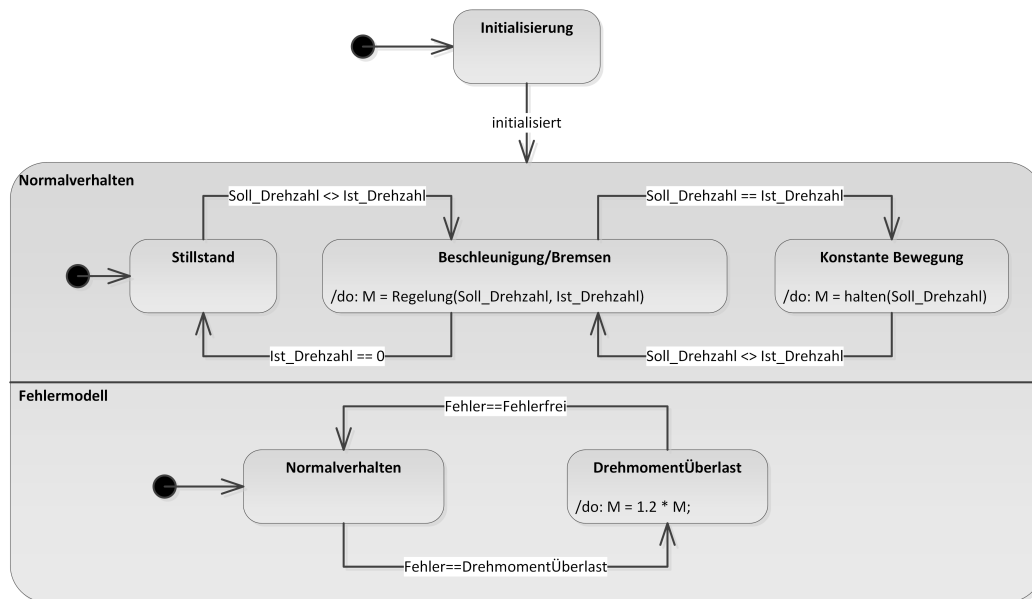 Initialisierung
initialisiert
Normalverhalten
Soll_Drehzahl <> Ist_Drehzahl
Soll_Drehzahl == Ist_Drehzahl
Stillstand
Beschleunigung/Bremsen
/do: M = Regelung(Soll_Drehzahl, Ist_Drehzahl)
Konstante Bewegung
/do: M = halten(Soll_Drehzahl)
Ist_Drehzahl == 0
Soll_Drehzahl <> Ist_Drehzahl
Fehlermodell
Fehler==Fehlerfrei
Normalverhalten
DrehmomentÜberlast
/do: M = 1.2 * M;
Fehler==DrehmomentÜberlast